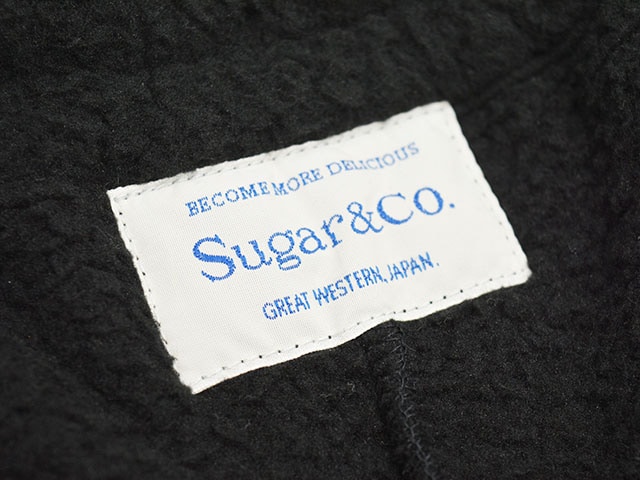 BECOME MORE DELICIOUS
Sugar&Co.
GREAT WESTERN, JAPAN.